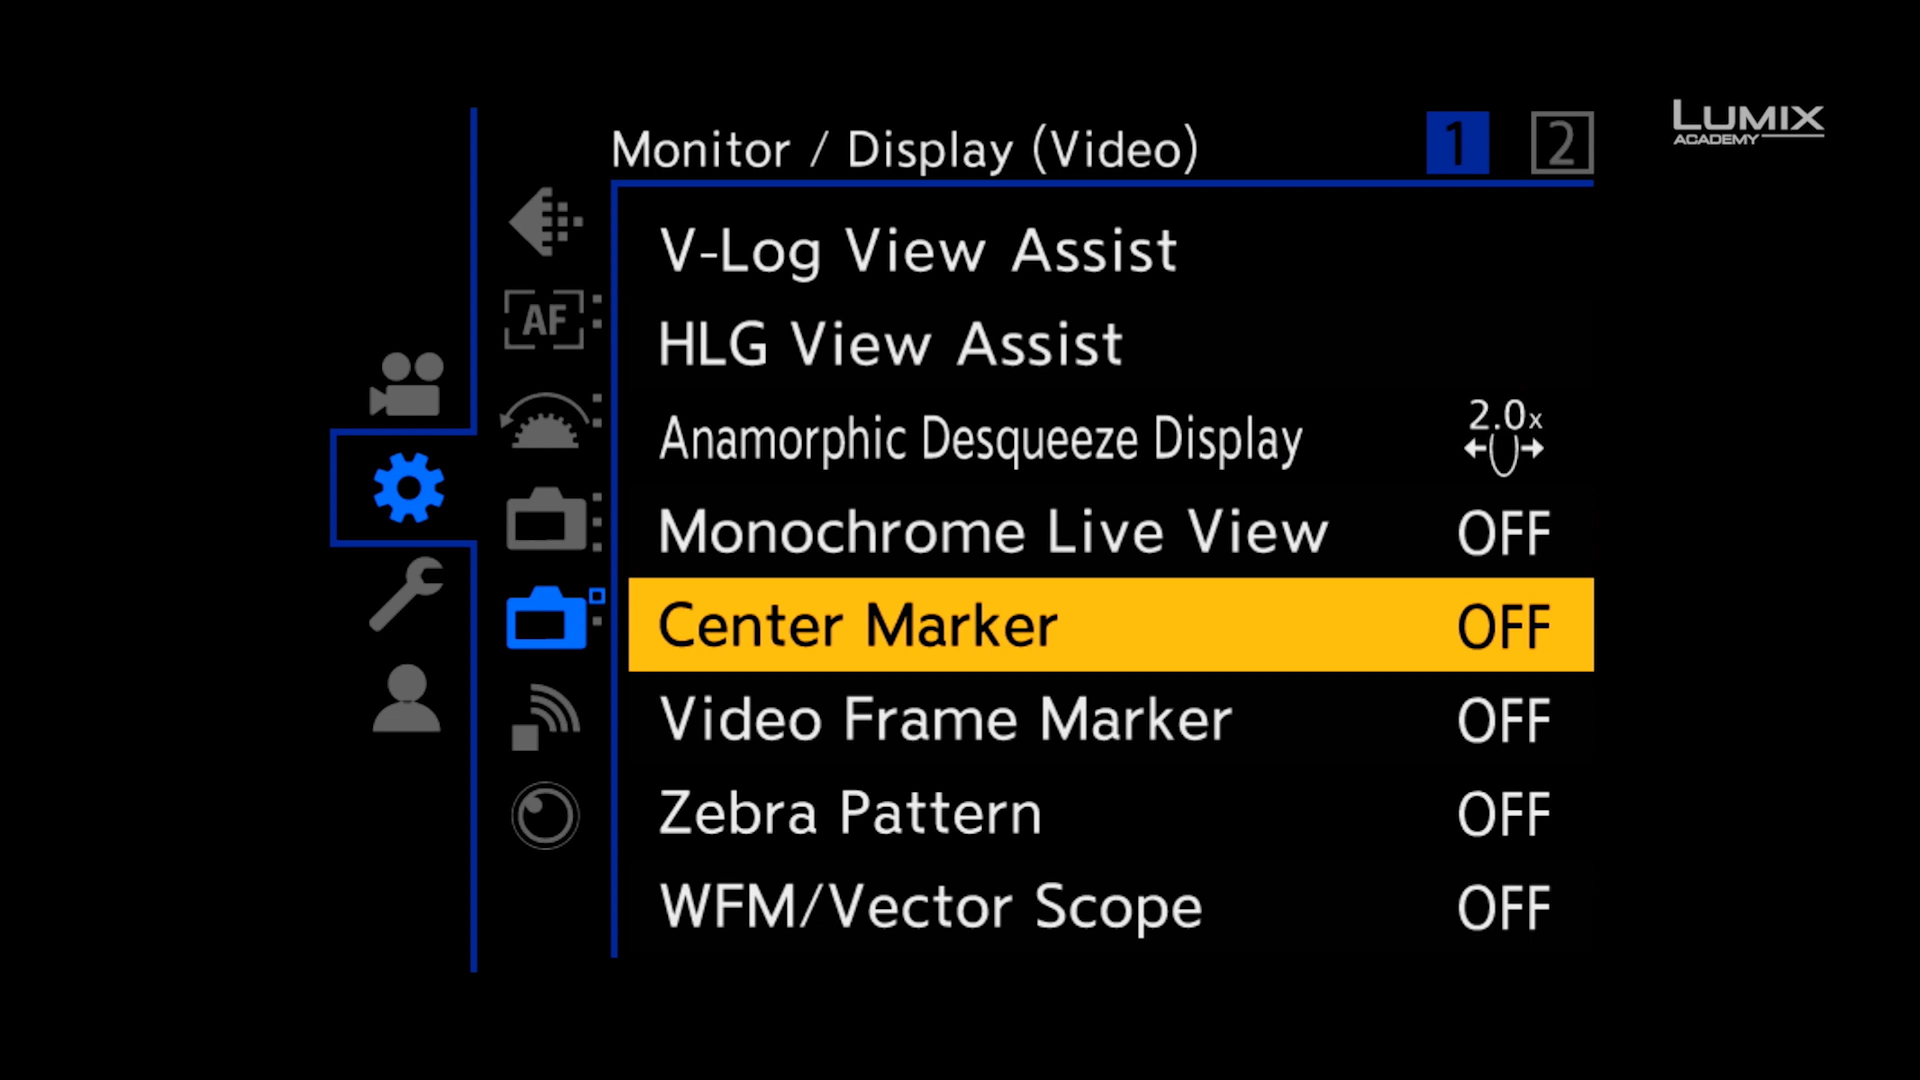 Monitor / Display (Video)
1
2
LUMIX
ACADEMY
V-Log View Assist
HLG View Assist
AF
Anamorphic Desqueeze Display
2.0x
Monochrome Live View
OFF
Center Marker
OFF
Video Frame Marker
OFF
Zebra Pattern
OFF
WFM/Vector Scope
OFF